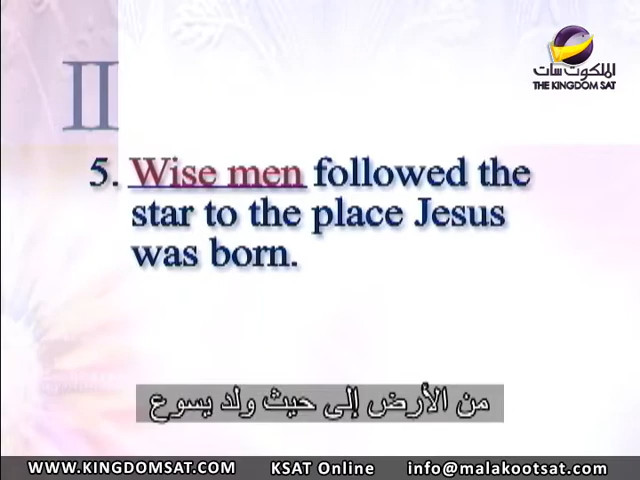 الملكوت سات
THE KINGDOM SAT
II
5. Wise men followed the
star to the place Jesus
was born.
من الأرض إلى حيث ولد يسوع
WWW.KINGDOMSAT.COM KSAT Online info@malakootsat.com